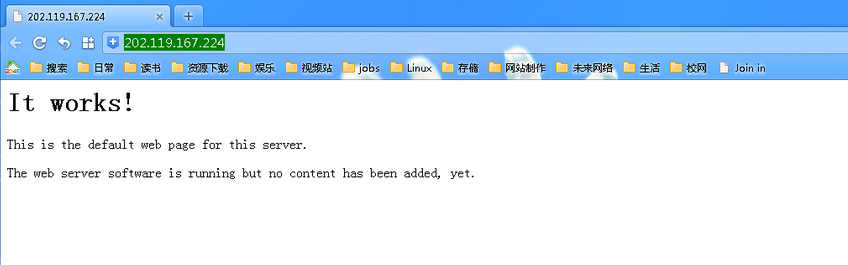 202.119.167.224
202.119.167.224
搜索 日常 读书 资源下载 娱乐 视频站 jobs Linux 存储 网站制作 未来网络 生活 校网 Join in
It works!
This is the default web page for this server.
The web server software is running but no content has been added, yet.